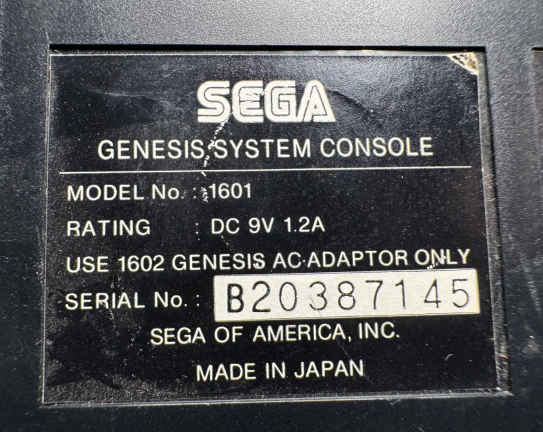 SEGA
GENESIS SYSTEM CONSOLE
MODEL No. : 1601
RATING : DC 9V 1.2A
USE 1602 GENESIS AC ADAPTOR ONLY
SERIAL No. : B20387145
SEGA OF AMERICA, INC.
MADE IN JAPAN